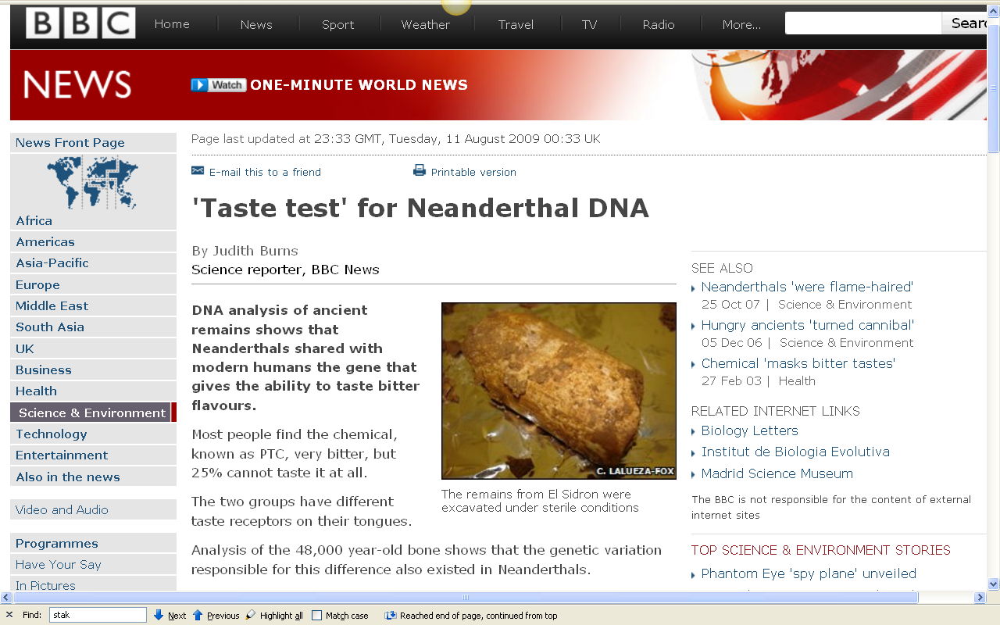 BBC
Home
News
Sport
Weather
Travel
TV
Radio
More...
NEWS
Watch ONE-MINUTE WORLD NEWS
News Front Page
Africa
Americas
Asia-Pacific
Europe
Middle East
South Asia
UK
Business
Health
Science & Environment
Technology
Entertainment
Also in the news
Video and Audio
Programmes
Have Your Say
In Pictures
Page last updated at 23:33 GMT, Tuesday, 11 August 2009 00:33 UK
E-mail this to a friend
Printable version
'Taste test' for Neanderthal DNA
By Judith Burns
Science reporter, BBC News
DNA analysis of ancient
remains shows that
Neanderthals shared with
modern humans the gene that
gives the ability to taste bitter
flavours.
Most people find the chemical,
known as PTC, very bitter, but
25% cannot taste it at all.
The two groups have different
taste receptors on their tongues.
C. LALUEZA-FOX
The remains from El Sidron were
excavated under sterile conditions
Analysis of the 48,000 year-old bone shows that the genetic variation
responsible for this difference also existed in Neanderthals.
SEE ALSO
Neanderthals 'were flame-haired'
25 Oct 07 | Science & Environment
Hungry ancients 'turned cannibal'
05 Dec 06 | Science & Environment
Chemical 'masks bitter tastes'
27 Feb 03 | Health
RELATED INTERNET LINKS
Biology Letters
Institut de Biologia Evolutiva
Madrid Science Museum
The BBC is not responsible for the content of external
internet sites
TOP SCIENCE & ENVIRONMENT STORIES
Phantom Eye 'spy plane' unveiled
Find: stak Next Previous Highlight all Match case Reached end of page, continued from top